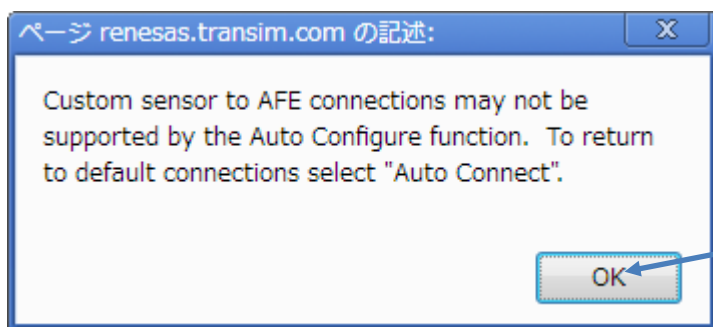 ページ renesas.transim.com の記述:
Custom sensor to AFE connections may not be
supported by the Auto Configure function.  To return
to default connections select "Auto Connect".
OK